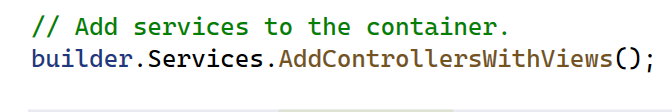 // Add services to the container.
builder.Services.AddControllersWithViews();